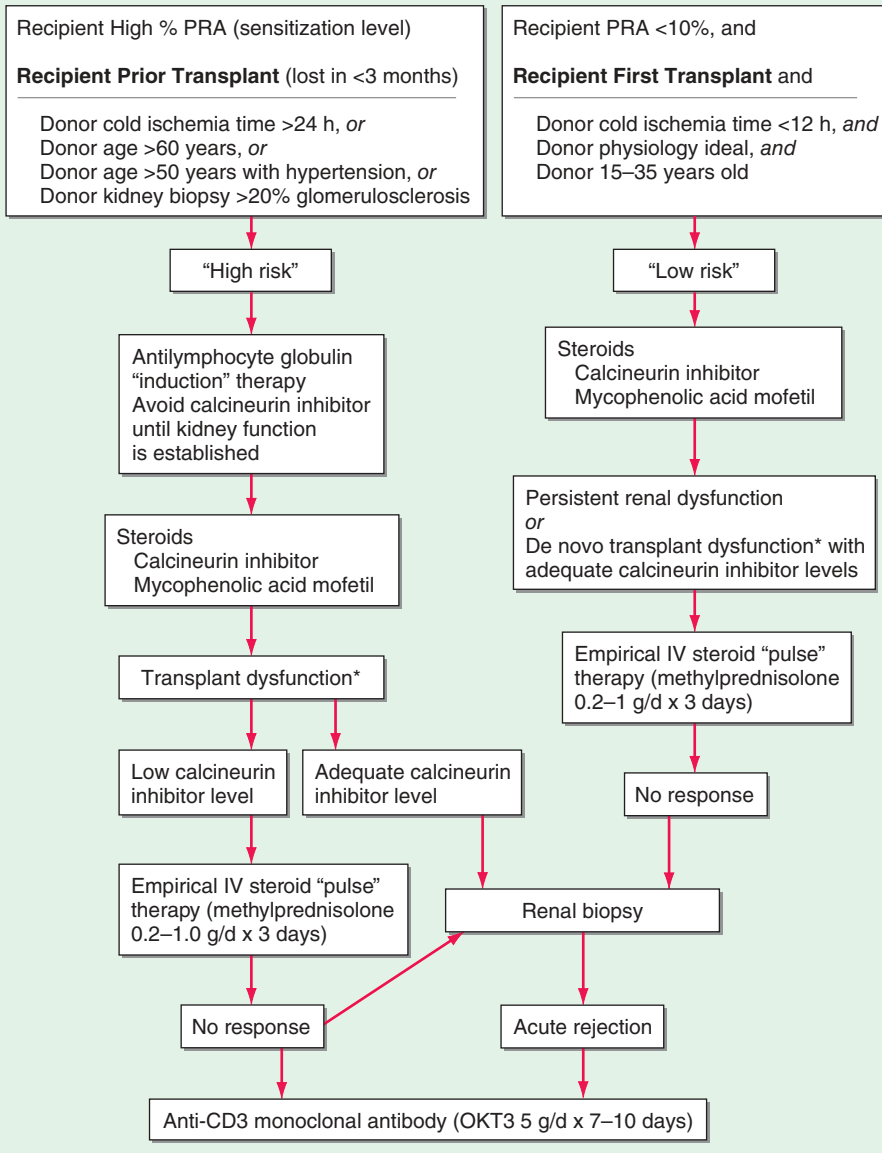 Recipient High % PRA (sensitization level)
Recipient Prior Transplant (lost in <3 months)
Donor cold ischemia time >24 h, or
Donor age >60 years, or
Donor age >50 years with hypertension, or
Donor kidney biopsy >20% glomerulosclerosis
Recipient PRA <10%, and
Recipient First Transplant and
Donor cold ischemia time <12 h, and
Donor physiology ideal, and
Donor 15–35 years old
“High risk”
“Low risk”
Antilymphocyte globulin
“induction” therapy
Avoid calcineurin inhibitor
until kidney function
is established
Steroids
Calcineurin inhibitor
Mycophenolic acid mofetil
Steroids
Calcineurin inhibitor
Mycophenolic acid mofetil
Persistent renal dysfunction
or
De novo transplant dysfunction* with
adequate calcineurin inhibitor levels
Transplant dysfunction*
Empirical IV steroid “pulse”
therapy (methylprednisolone
0.2–1 g/d x 3 days)
Low calcineurin
inhibitor level
Adequate calcineurin
inhibitor level
No response
Empirical IV steroid “pulse”
therapy (methylprednisolone
0.2–1.0 g/d x 3 days)
Renal biopsy
No response
Acute rejection
Anti-CD3 monoclonal antibody (OKT3 5 g/d x 7–10 days)